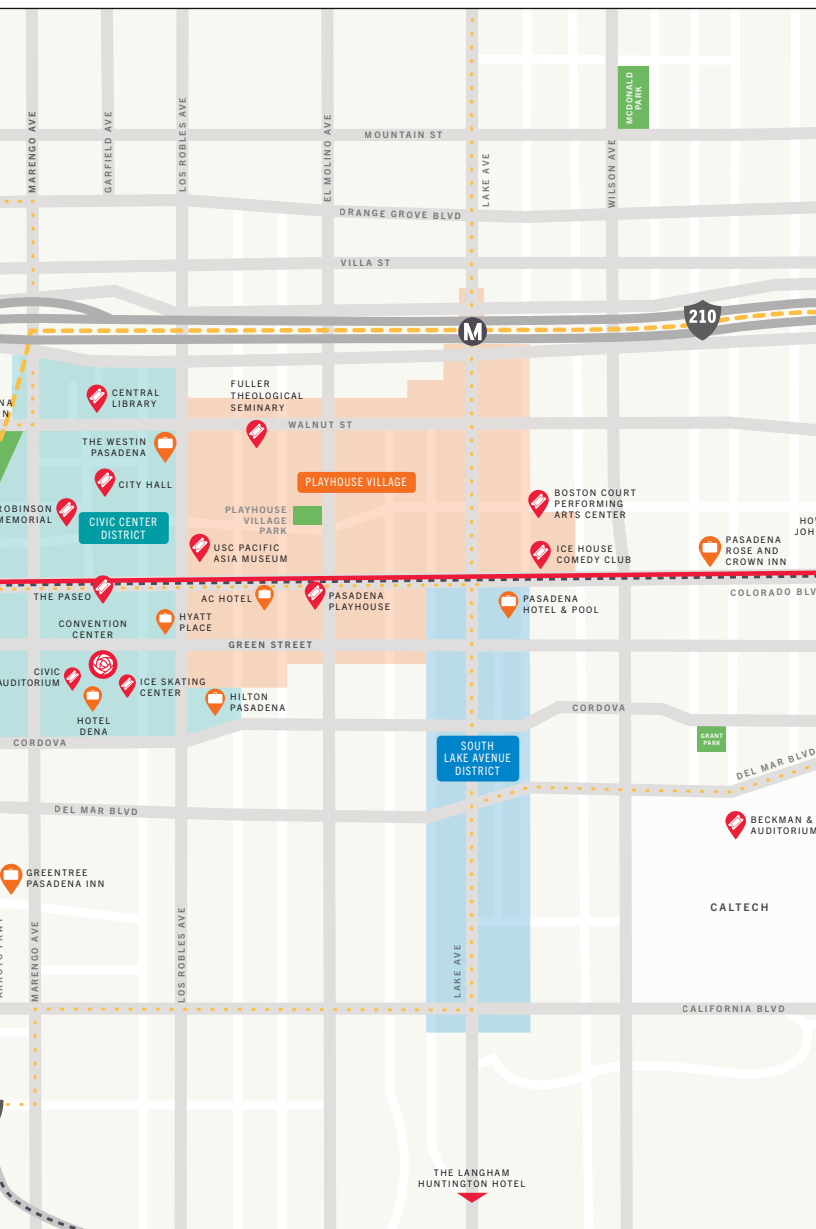 MCDONALD
PARK
MARENGO AVE
GARFIELD AVE
LOS ROBLES AVE
EL MOLINO AVE
MOUNTAIN ST
LAKE AVE
WILSON AVE
ORANGE GROVE BLVD
VILLA ST
210
M
CENTRAL
LIBRARY
FULLER
THEOLOGICAL
SEMINARY
NA
N
WALNUT ST
THE WESTIN
PASADENA
CITY HALL
PLAYHOUSE VILLAGE
ROBINSON
MEMORIAL
CIVIC CENTER
DISTRICT
PLAYHOUSE
VILLAGE
PARK
BOSTON COURT
PERFORMING
ARTS CENTER
HO
JOH
USC PACIFIC
ASIA MUSEUM
ICE HOUSE
COMEDY CLUB
PASADENA
ROSE AND
CROWN INN
THE PASEO
AC HOTEL
PASADENA
PLAYHOUSE
PASADENA
HOTEL & POOL
COLORADO BLV
HYATT
PLACE
CONVENTION
CENTER
GREEN STREET
CIVIC
AUDITORIUM
ICE SKATING
CENTER
HILTON
PASADENA
HOTEL
DENA
CORDOVA
CORDOVA
GRANT
PARK
SOUTH
LAKE AVENUE
DISTRICT
DEL MAR BLVD
DEL MAR BLVD
BECKMAN &
AUDITORIUM
GREENTREE
PASADENA INN
CALTECH
MARENGO AVE
LOS ROBLES AVE
LAKE AVE
CALIFORNIA BLVD
THE LANGHAM
HUNTINGTON HOTEL